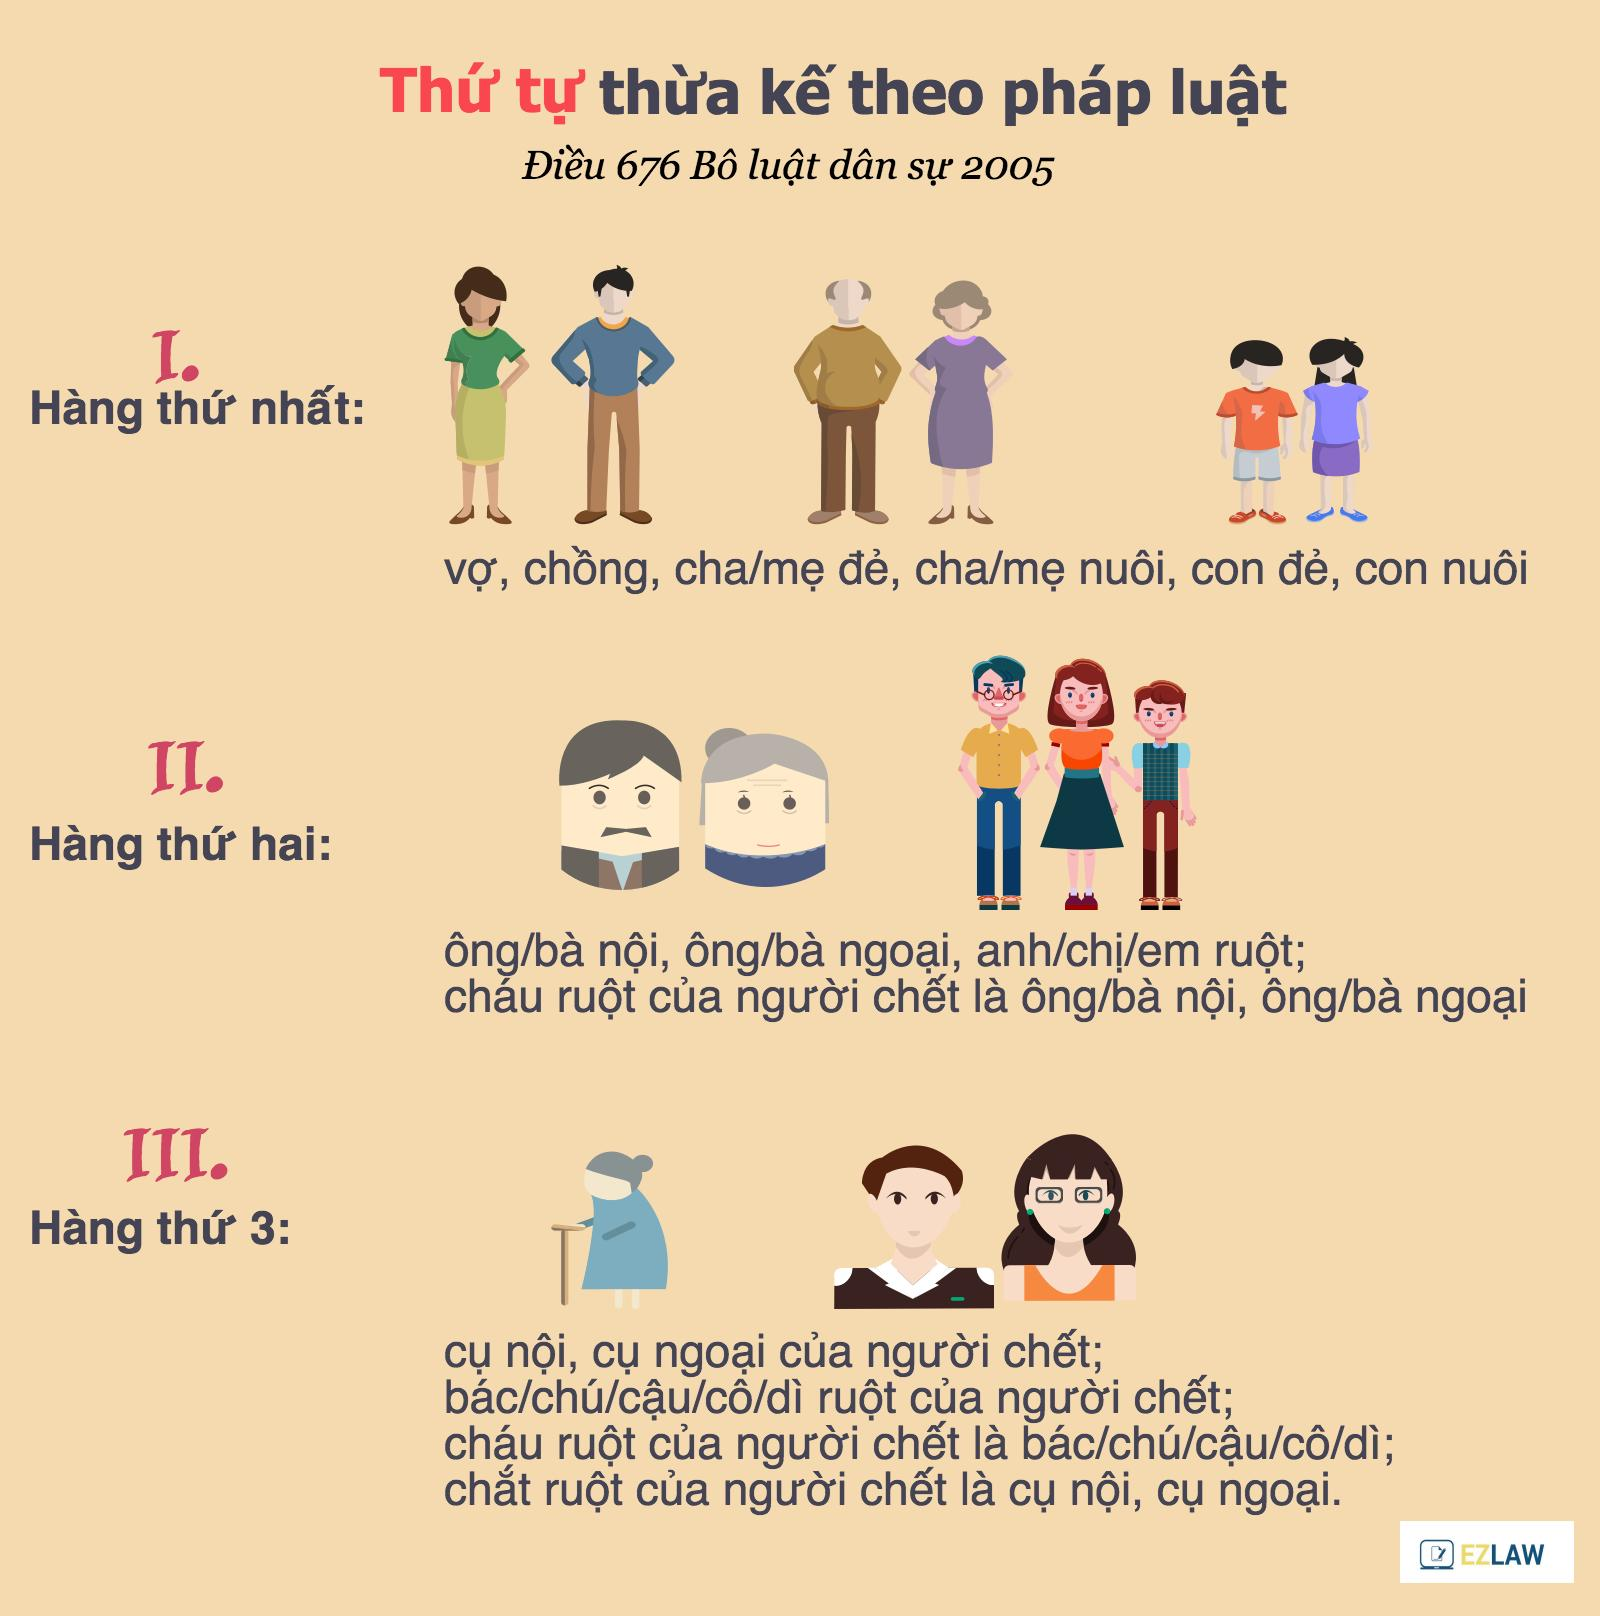 Thứ tự thừa kế theo pháp luật
Điều 676 Bô luật dân sự 2005
I.
Hàng thứ nhất:
vợ, chồng, cha/mẹ đẻ, cha/mẹ nuôi, con đẻ, con nuôi
II.
Hàng thứ hai:
ông/bà nội, ông/bà ngoại, anh/chị/em ruột;
cháu ruột của người chết là ông/bà nội, ông/bà ngoại
III.
Hàng thứ 3:
cụ nội, cụ ngoại của người chết;
bác/chú/cậu/cô/dì ruột của người chết;
cháu ruột của người chết là bác/chú/cậu/cô/dì;
chắt ruột của người chết là cụ nội, cụ ngoại.
EZLAW